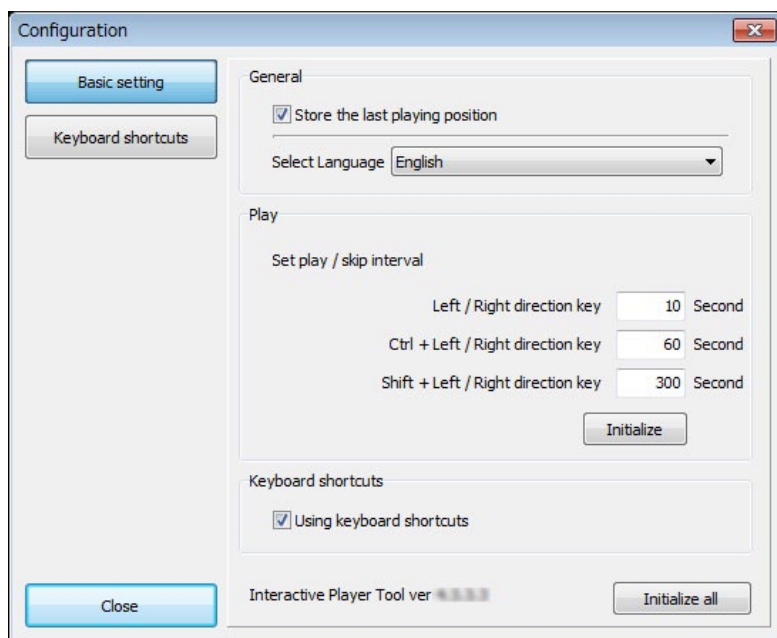 Configuration
Basic setting
Keyboard shortcuts
General
Store the last playing position
Select Language English
Play
Set play / skip interval
Left / Right direction key 10 Second
Ctrl + Left / Right direction key 60 Second
Shift + Left / Right direction key 300 Second
Initialize
Keyboard shortcuts
Using keyboard shortcuts
Interactive Player Tool ver
Initialize all
Close